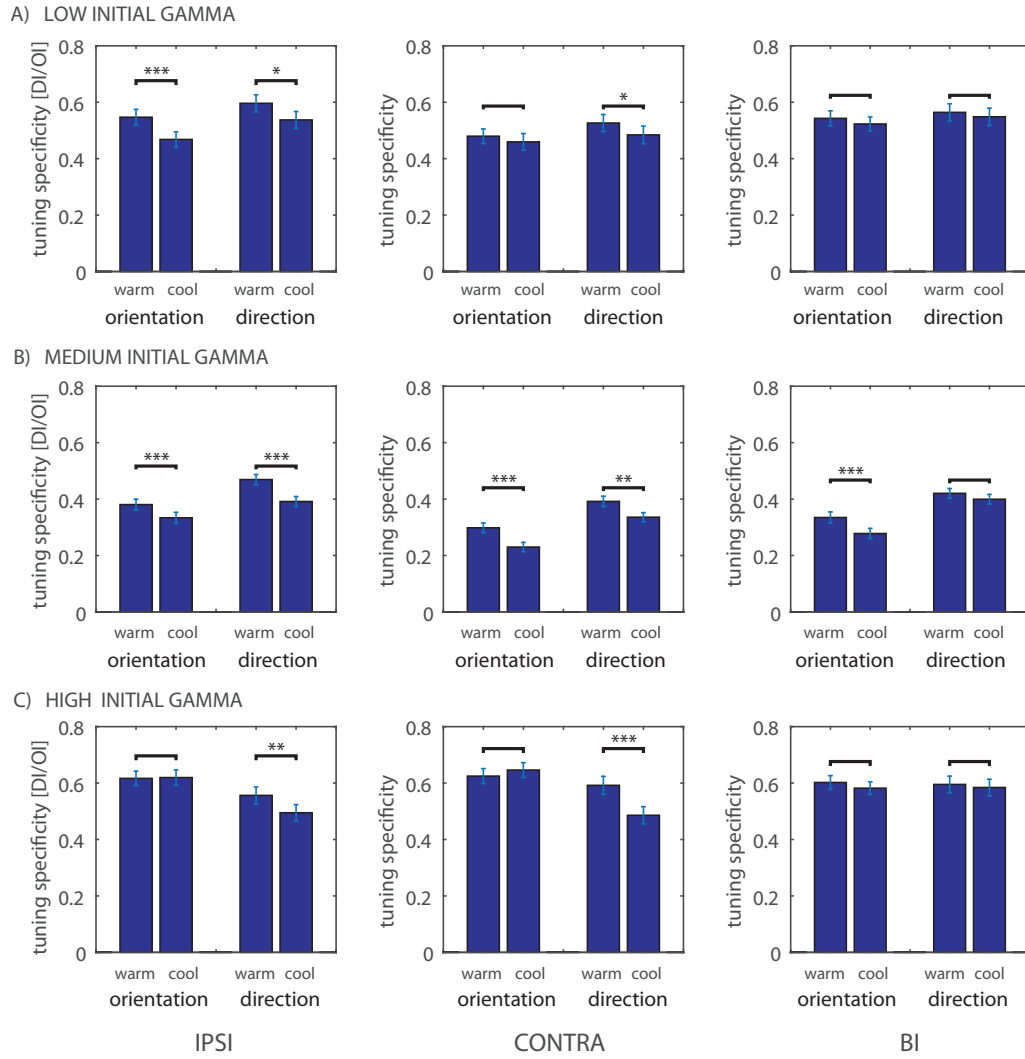 A) LOW INITIAL GAMMA
tuning specificity [DI/OI]
0.8
0.6
0.4
0.2
0
***
*
warm cool warm cool
orientation direction
tuning specificity
0.8
0.6
0.4
0.2
0
*
warm cool warm cool
orientation direction
tuning specificity
0.8
0.6
0.4
0.2
0
warm cool warm cool
orientation direction
B) MEDIUM INITIAL GAMMA
tuning specificity [DI/OI]
0.8
0.6
0.4
0.2
0
***
***
warm cool warm cool
orientation direction
tuning specificity
0.8
0.6
0.4
0.2
0
***
**
warm cool warm cool
orientation direction
tuning specificity
0.8
0.6
0.4
0.2
0
***
warm cool warm cool
orientation direction
C) HIGH INITIAL GAMMA
tuning specificity [DI/OI]
0.8
0.6
0.4
0.2
0
**
warm cool warm cool
orientation direction
tuning specificity
0.8
0.6
0.4
0.2
0
***
warm cool warm cool
orientation direction
tuning specificity
0.8
0.6
0.4
0.2
0
warm cool warm cool
orientation direction
IPSI CONTRA BI